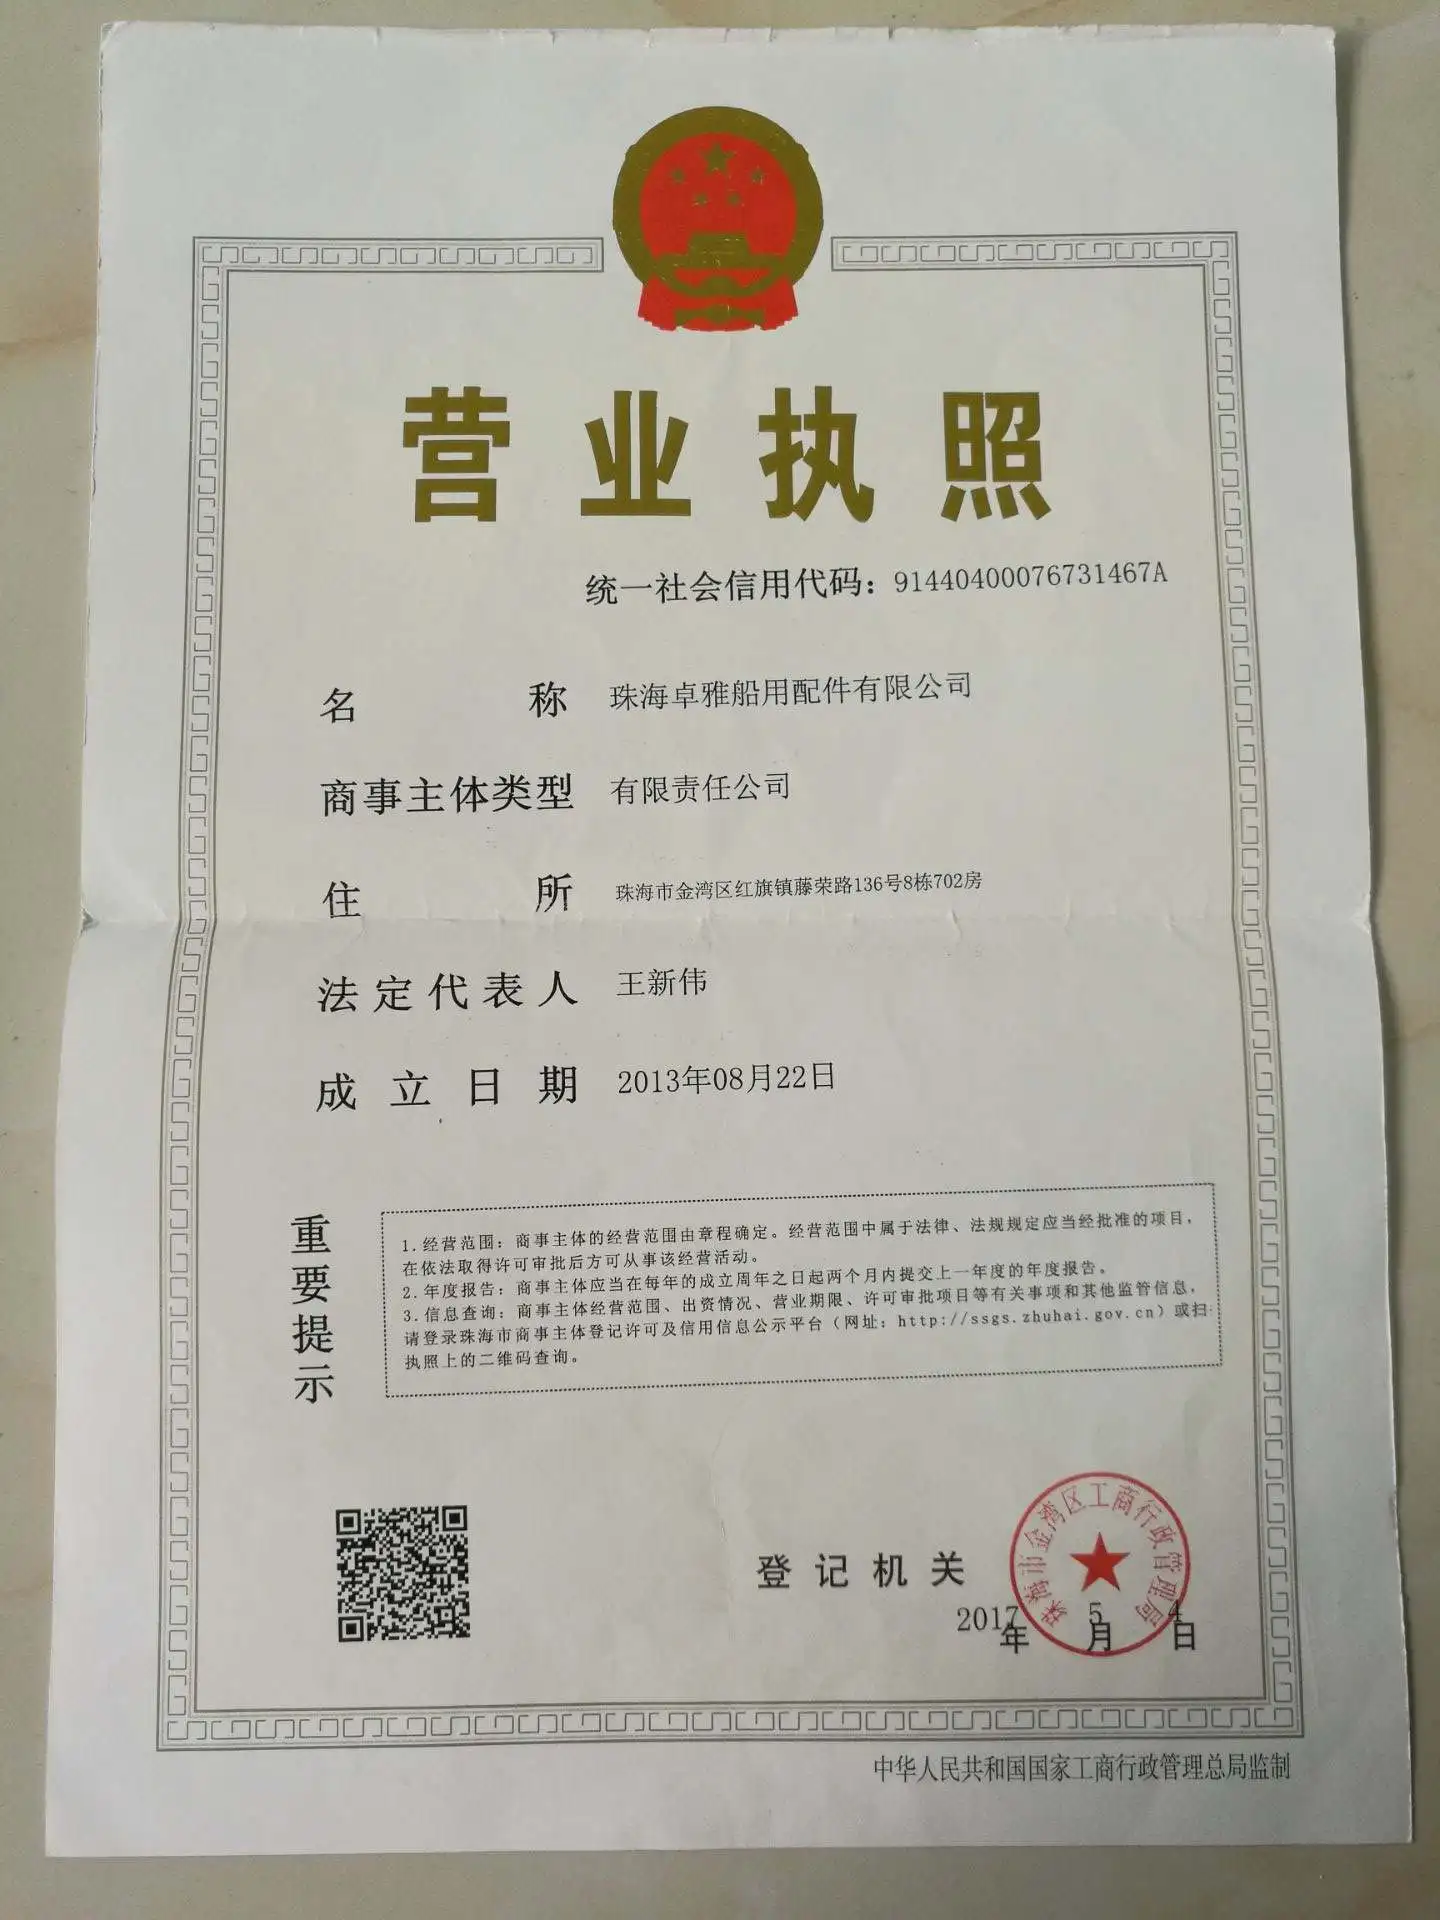 营业执照
统一社会信用代码：91440400076731467A
名称 珠海卓雅船用配件有限公司
商事主体类型 有限责任公司
住所 珠海市金湾区红旗镇藤荣路136号8栋702房
法定代表人 王新伟
成立日期 2013年08月22日
重要提示
1.经营范围：商事主体的经营范围由章程确定。经营范围中属于法律、法规规定应当经批准的项目，
在依法取得许可审批后方可从事该经营活动。
2.年度报告：商事主体应当在每年的成立周年之日起两个月内提交上一年度的年度报告。
3.信息查询：商事主体经营范围、出资情况、营业期限、许可审批项目等有关事项和其他监管信息，
请登录珠海市商事主体登记许可及信用信息公示平台（网址：http://ssgs.zhuhai.gov.cn）或扫
执照上的二维码查询。
登记机关
珠海市金湾区工商行政管理局
2017年5月4日
中华人民共和国国家工商行政管理总局监制